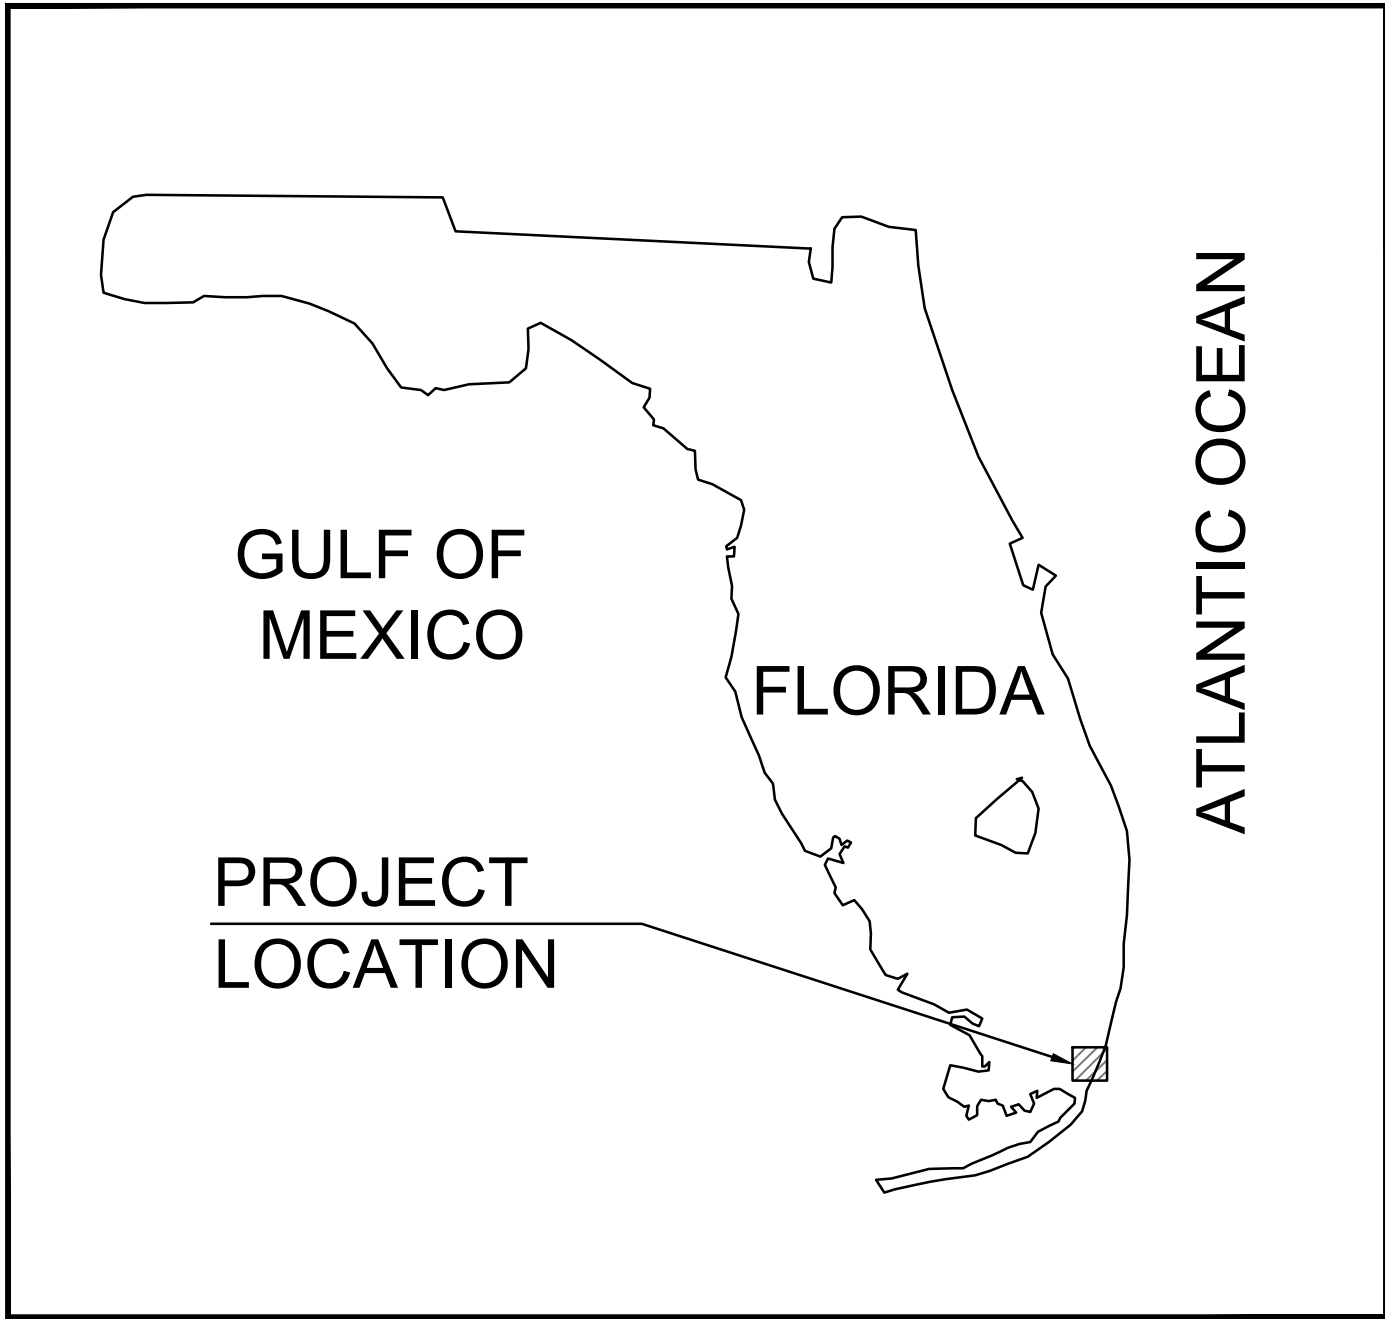 GULF OF
MEXICO
FLORIDA
ATLANTIC OCEAN
PROJECT
LOCATION